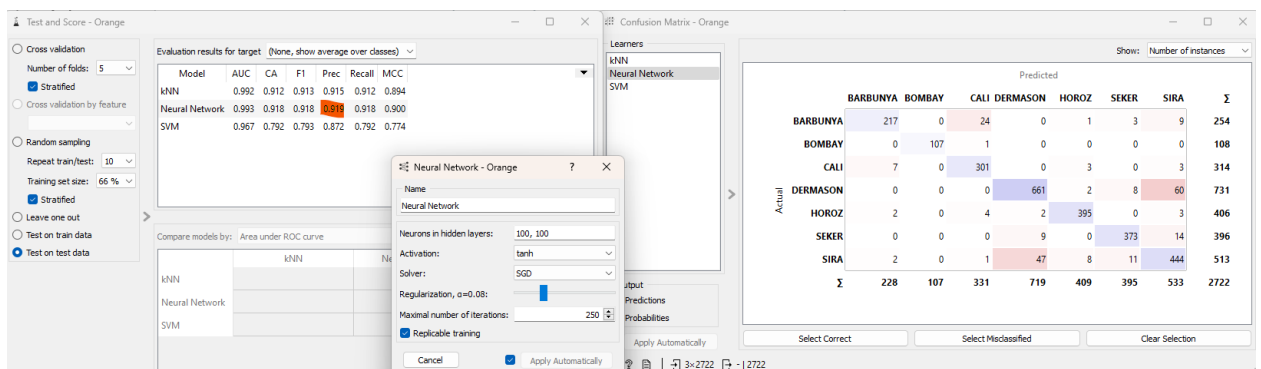 Test and Score - Orange
Cross validation
Number of folds: 5
Stratified
Cross validation by feature
Random sampling
Repeat train/test: 10
Training set size: 66 %
Stratified
Leave one out
Test on train data
Test on test data
Evaluation results for target (None, show average over classes)
Model AUC CA F1 Prec Recall MCC
kNN 0.992 0.912 0.913 0.915 0.912 0.894
Neural Network 0.993 0.918 0.918 0.919 0.918 0.900
SVM 0.967 0.792 0.793 0.872 0.792 0.774
Compare models by: Area under ROC curve
kNN Ne
kNN
Neural Network
SVM
Neural Network - Orange ?
Name
Neural Network
Neurons in hidden layers: 100, 100
Activation: tanh
Solver: SGD
Regularization, α=0.08:
Maximal number of iterations: 250
Replicable training
Cancel Apply Automatically
Confusion Matrix - Orange
Learners
kNN
Neural Network
SVM
utput
Predictions
Probabilities
Apply Automatically
Show: Number of instances
Predicted
BARBUNYA BOMBAY CALI DERMASON HOROZ SEKER SIRA Σ
Actual
BARBUNYA 217 0 24 0 1 3 9 254
BOMBAY 0 107 1 0 0 0 0 108
CALI 7 0 301 0 3 0 3 314
DERMASON 0 0 0 661 2 8 60 731
HOROZ 2 0 4 2 395 0 3 406
SEKER 0 0 0 9 0 373 14 396
SIRA 2 0 1 47 8 11 444 513
Σ 228 107 331 719 409 395 533 2722
Select Correct Select Misclassified Clear Selection
? 3×2722 - | 2722